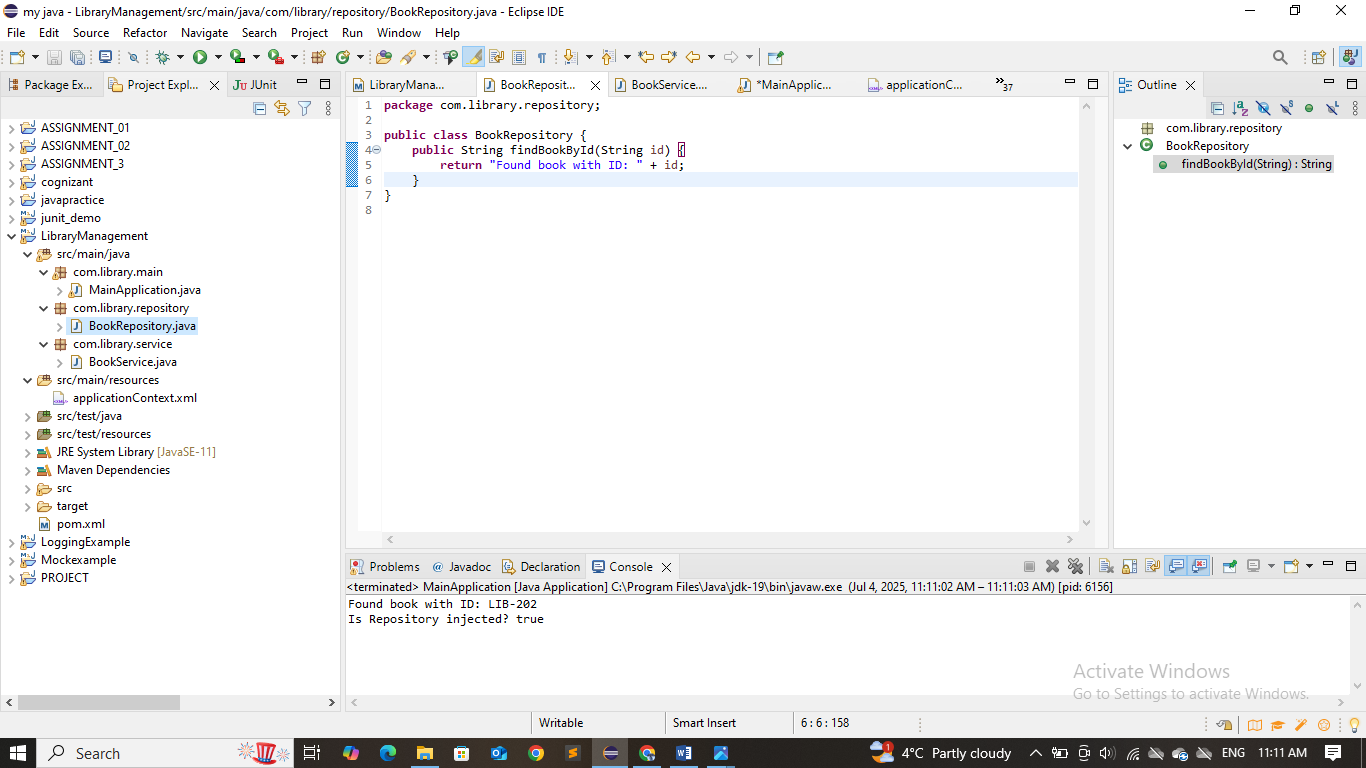 my java - LibraryManagement/src/main/java/com/library/repository/BookRepository.java - Eclipse IDE
File Edit Source Refactor Navigate Search Project Run Window Help
Package Ex... Project Expl... JUnit
ASSIGNMENT_01
ASSIGNMENT_02
ASSIGNMENT_3
cognizant
javapractice
junit_demo
LibraryManagement
src/main/java
com.library.main
MainApplication.java
com.library.repository
BookRepository.java
com.library.service
BookService.java
src/main/resources
applicationContext.xml
src/test/java
src/test/resources
JRE System Library [JavaSE-11]
Maven Dependencies
src
target
pom.xml
LoggingExample
Mockexample
PROJECT
LibraryMana... BookReposit... BookService.... *MainApplic... applicationC... »37
1 package com.library.repository;
2
3 public class BookRepository {
4 public String findBookById(String id) {
5 return "Found book with ID: " + id;
6 }
7 }
8
Outline
com.library.repository
BookRepository
findBookById(String) : String
Problems @ Javadoc Declaration Console
<terminated> MainApplication [Java Application] C:\Program Files\Java\jdk-19\bin\javaw.exe (Jul 4, 2025, 11:11:02 AM – 11:11:03 AM) [pid: 6156]
Found book with ID: LIB-202
Is Repository injected? true
Activate Windows
Go to Settings to activate Windows.
Writable Smart Insert 6 : 6 : 158
Search 1 4°C Partly cloudy ENG 11:11 AM